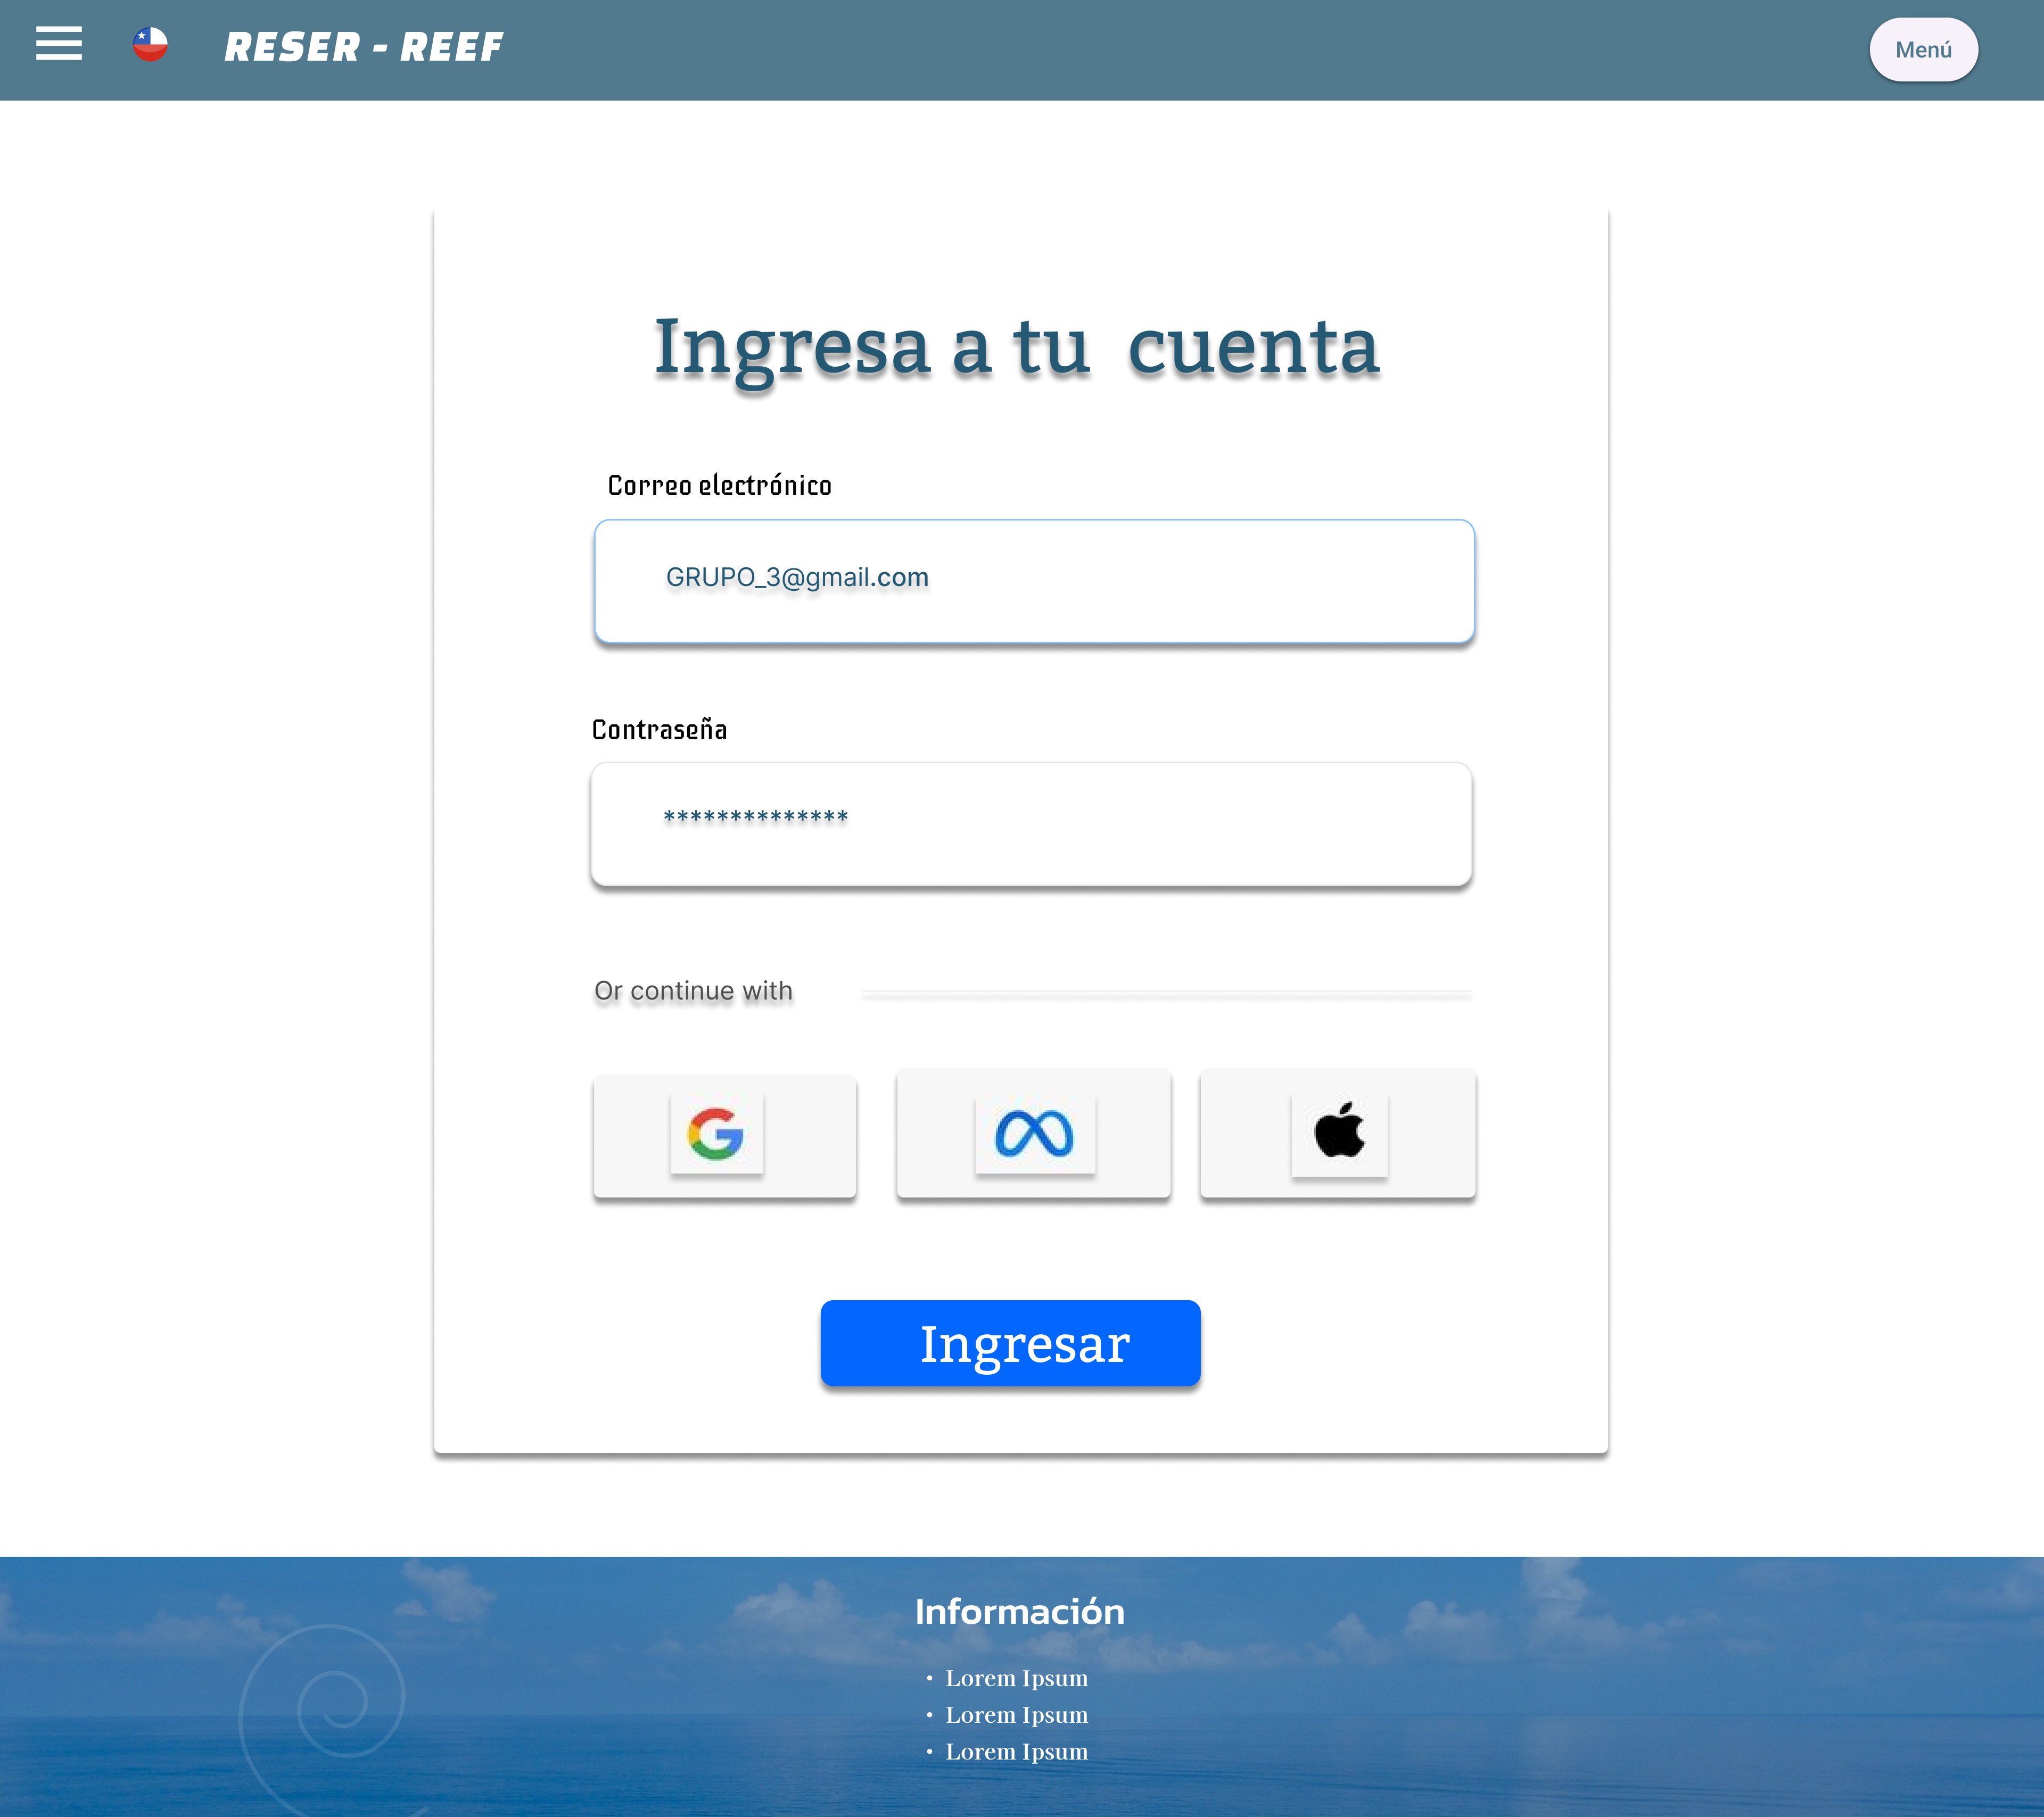 RESER - REEF
Menú
Ingresa a tu cuenta
Correo electrónico
GRUPO_3@gmail.com
Contraseña
**************
Or continue with
Ingresar
Información
• Lorem Ipsum
• Lorem Ipsum
• Lorem Ipsum